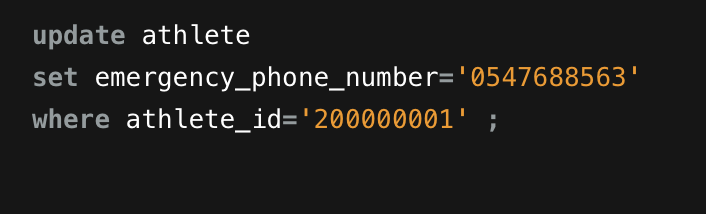 update athlete
set emergency_phone_number='0547688563'
where athlete_id='200000001' ;